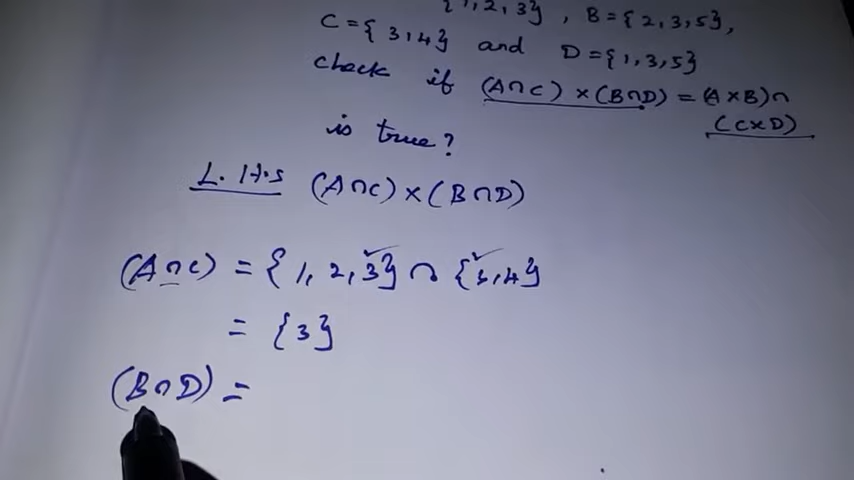 {1, 2, 3} , B = {2, 3, 5},
C = { 3, 4} and D = {1, 3, 5}
check if (A∩C) × (B∩D) = (A×B)∩
(C×D)
is true?
L.H.S (A∩C) × (B∩D)
(A∩C) = { 1, 2, 3} ∩ {3, 4}
= {3}
(B∩D) =